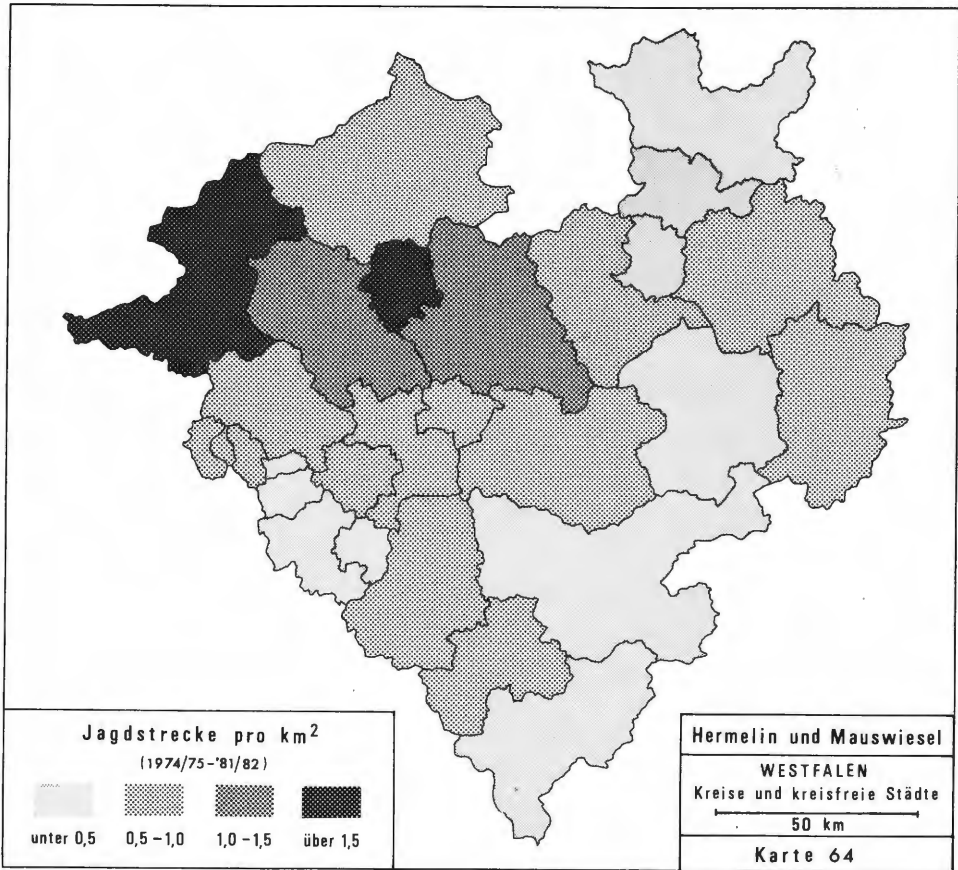 Jagdstrecke pro km²
(1974/75-'81/82)
unter 0,5 0,5-1,0 1,0-1,5 über 1,5
Hermelin und Mauswiesel
WESTFALEN
Kreise und kreisfreie Städte
50 km
Karte 64